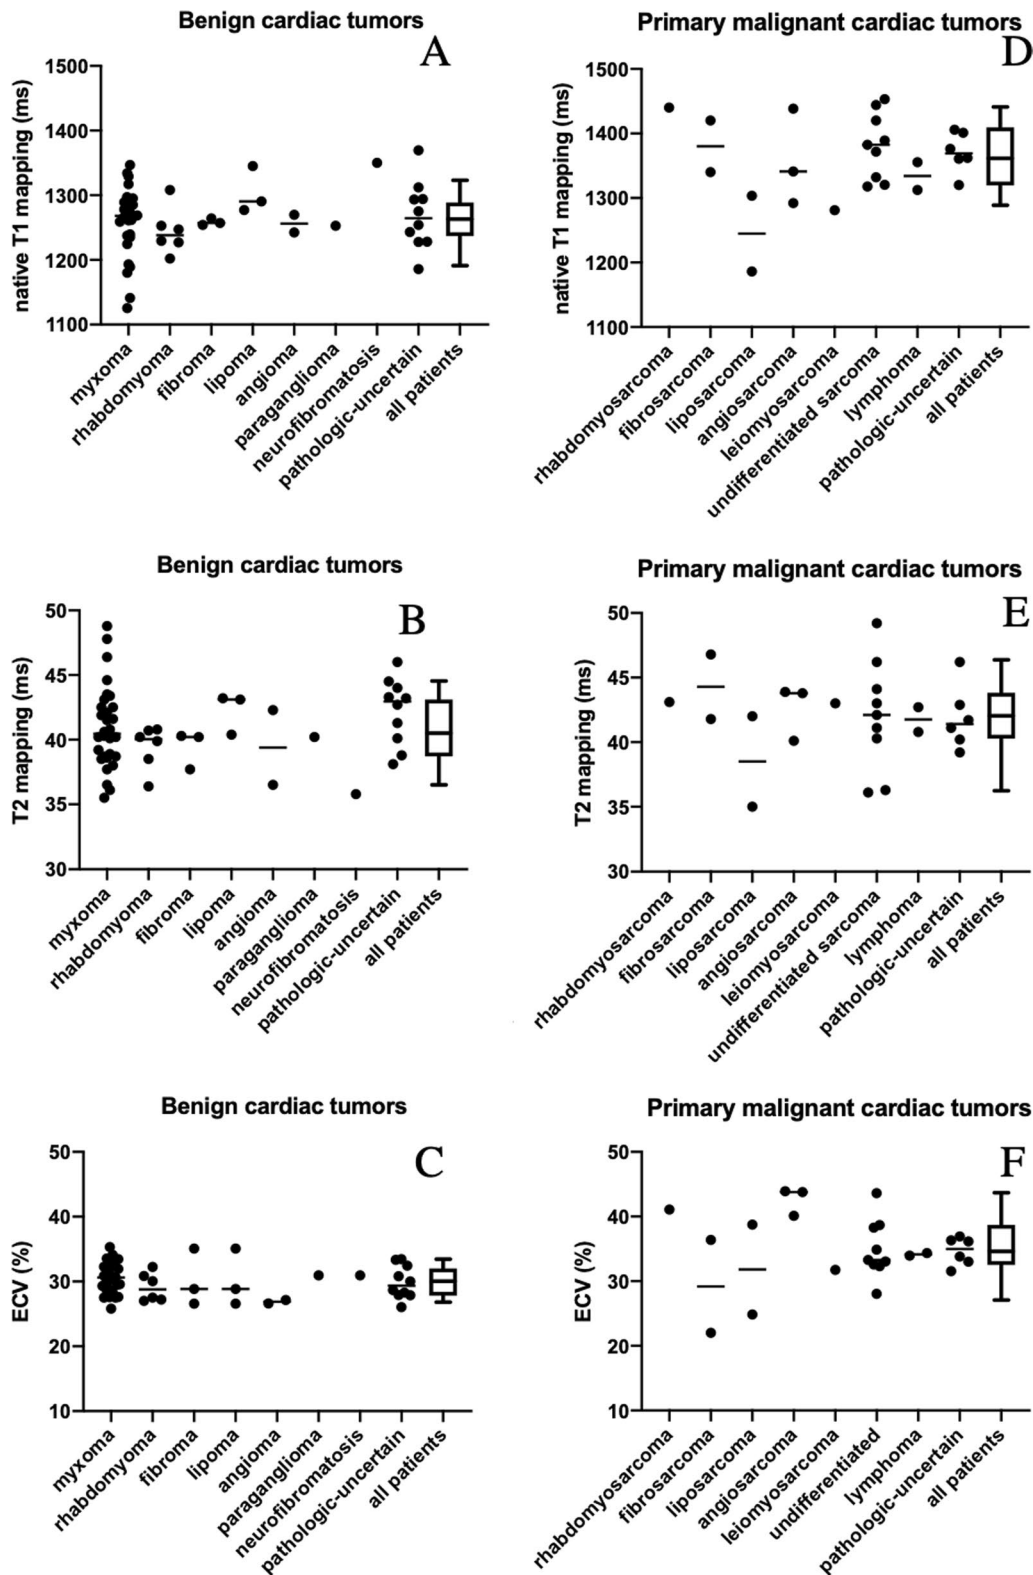 Benign cardiac tumors
A
native T1 mapping (ms)
1500
1400
1300
1200
1100
myxoma
rhabdomyoma
fibroma
lipoma
angioma
paraganglioma
neurofibromatosis
pathologic-uncertain
all patients
Primary malignant cardiac tumors
D
native T1 mapping (ms)
1500
1400
1300
1200
1100
rhabdomyosarcoma
fibrosarcoma
liposarcoma
angiosarcoma
leiomyosarcoma
undifferentiated sarcoma
lymphoma
pathologic-uncertain
all patients
Benign cardiac tumors
B
T2 mapping (ms)
50
45
40
35
30
myxoma
rhabdomyoma
fibroma
lipoma
angioma
paraganglioma
neurofibromatosis
pathologic-uncertain
all patients
Primary malignant cardiac tumors
E
T2 mapping (ms)
50
45
40
35
30
rhabdomyosarcoma
fibrosarcoma
liposarcoma
angiosarcoma
leiomyosarcoma
undifferentiated sarcoma
lymphoma
pathologic-uncertain
all patients
Benign cardiac tumors
C
ECV (%)
50
40
30
20
10
myxoma
rhabdomyoma
fibroma
lipoma
angioma
paraganglioma
neurofibromatosis
pathologic-uncertain
all patients
Primary malignant cardiac tumors
F
ECV (%)
50
40
30
20
10
rhabdomyosarcoma
fibrosarcoma
liposarcoma
angiosarcoma
leiomyosarcoma
undifferentiated
lymphoma
pathologic-uncertain
all patients